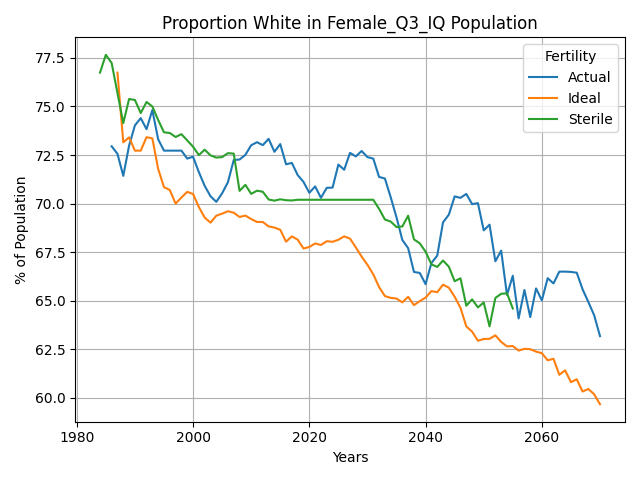 Proportion White in Female_Q3_IQ Population
% of Population
77.5
75.0
72.5
70.0
67.5
65.0
62.5
60.0
Fertility
Actual
Ideal
Sterile
1980
2000
2020
2040
2060
Years